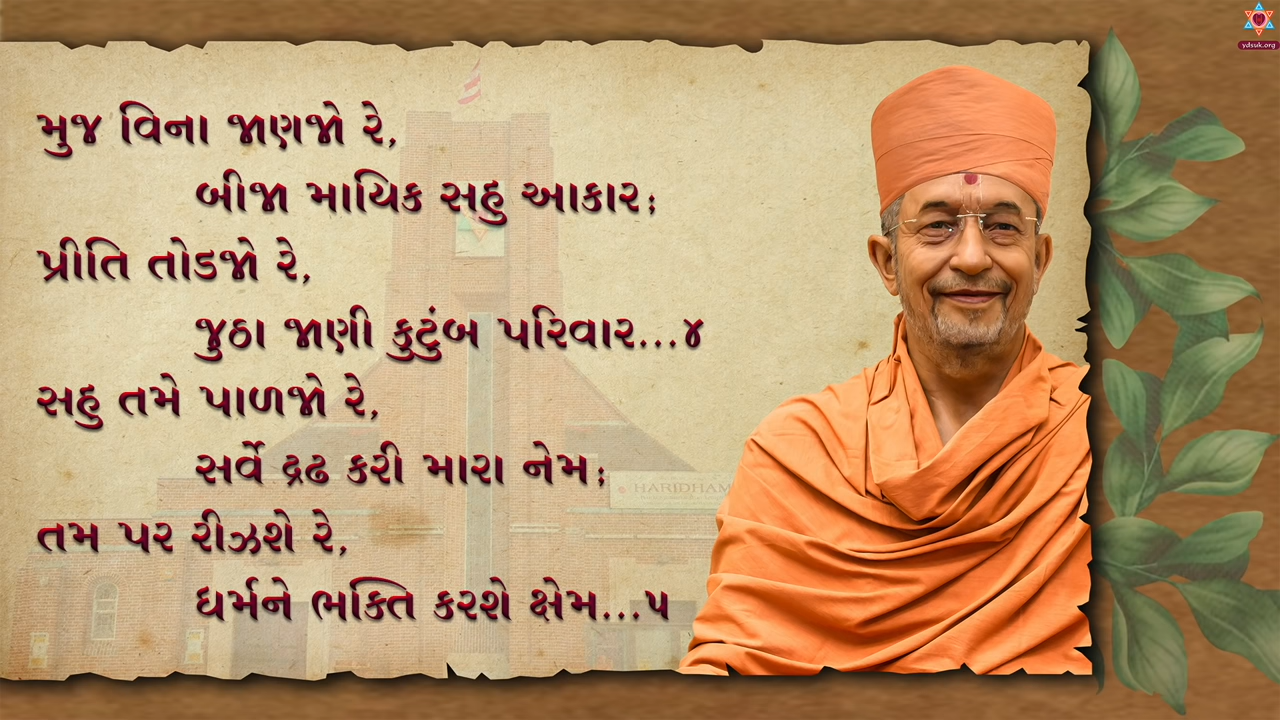 મુજ વિના જાણજો રે,
બીજા માયિક સહુ આકાર;
પ્રીતિ તોડજો રે,
જુઠા જાણી કુટુંબ પરિવાર...૪
સહુ તમે પાળજો રે,
સર્વે દ્રઢ કરી મારા નેમ;
તમ પર રીઝશે રે,
ધર્મને ભક્તિ કરશે ક્ષેમ...૫
HARIDHAM
ydsuk.org